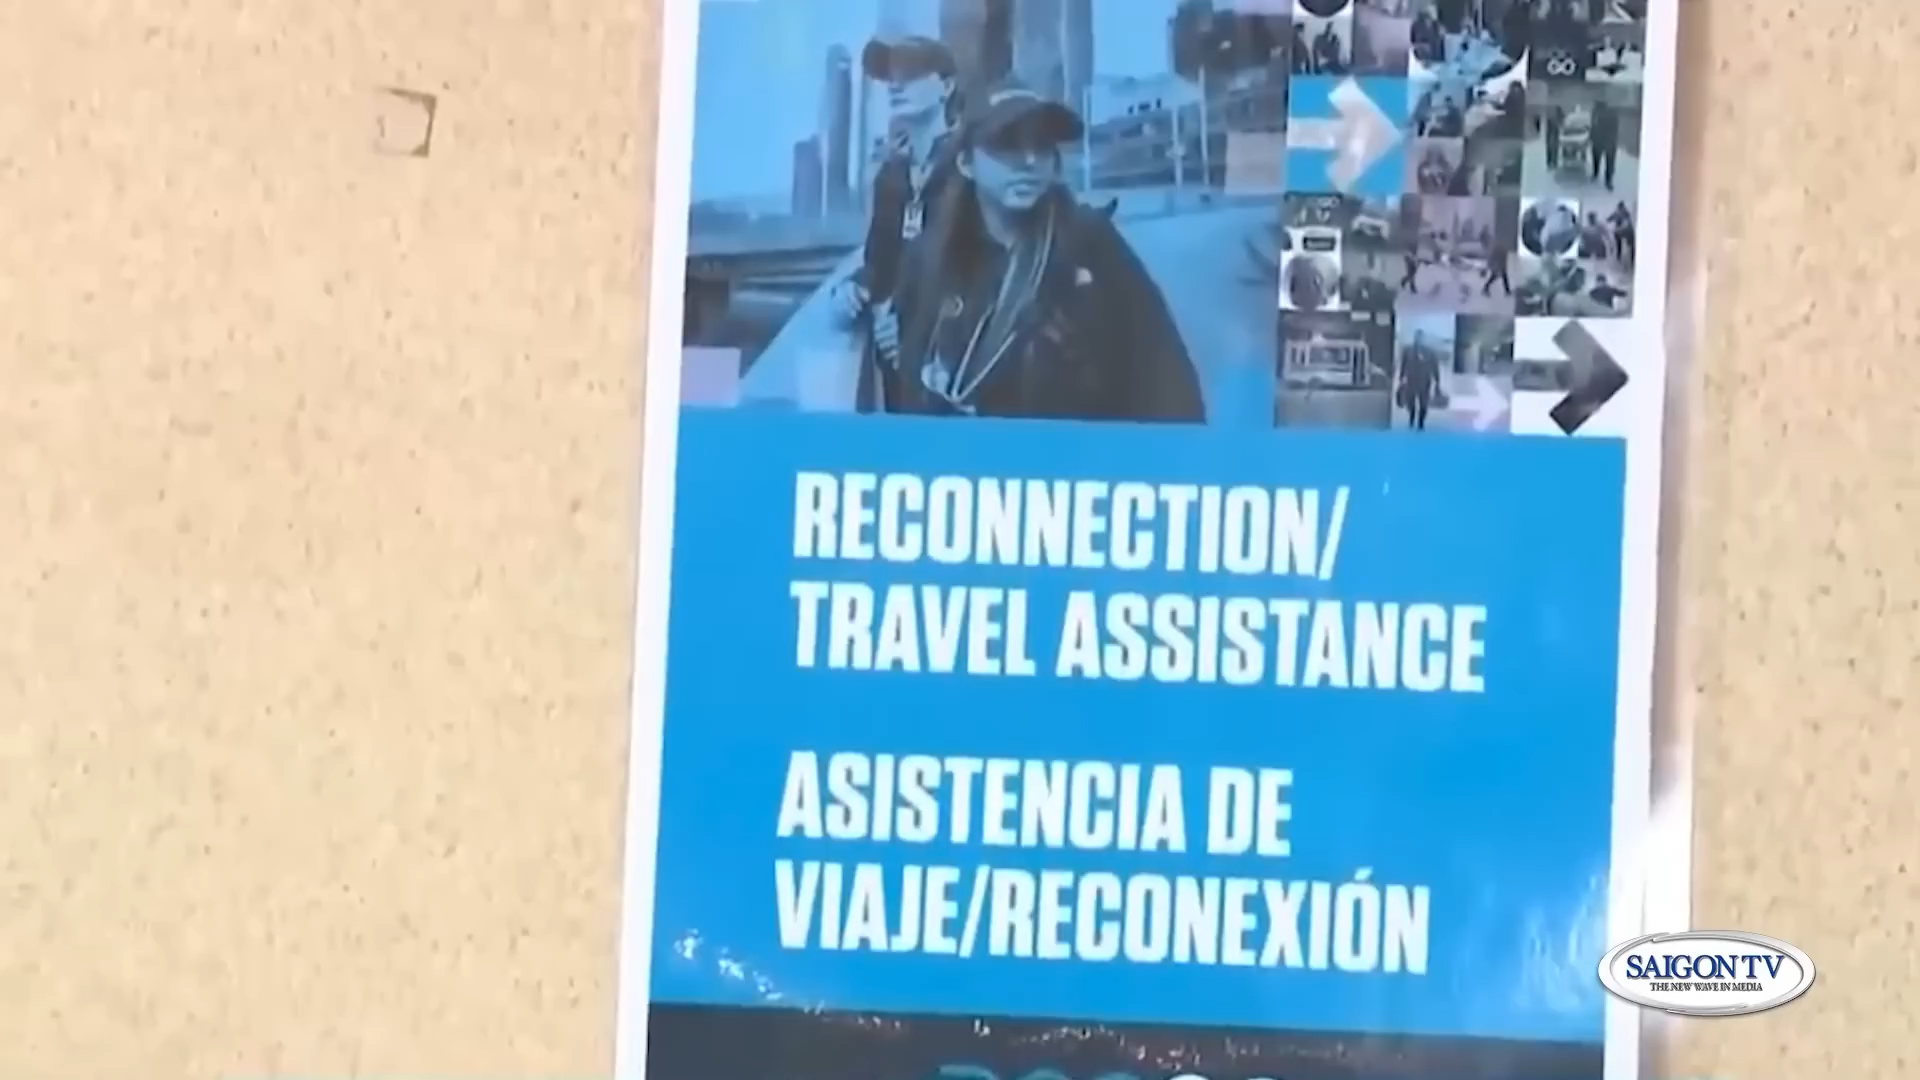 RECONNECTION/
TRAVEL ASSISTANCE
ASISTENCIA DE
VIAJE/RECONEXIÓN
SAIGON TV
THE NEW WAVE IN MEDIA